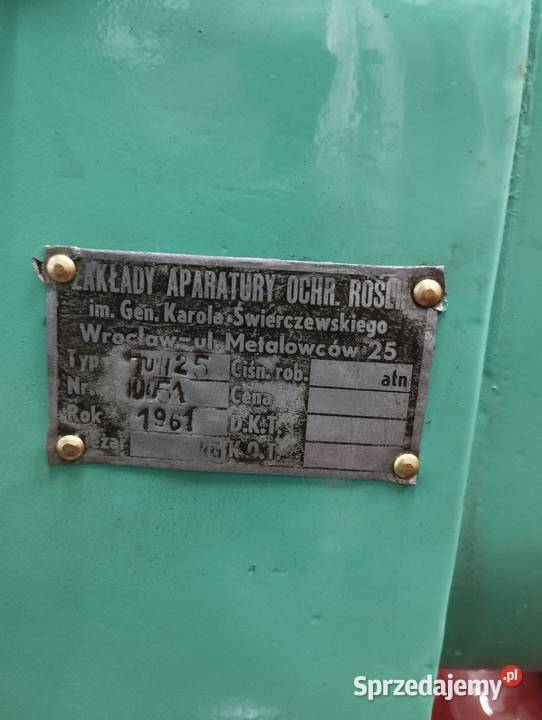 ZAKŁADY APARATURY OCHR. ROŚLIN
im. Gen. Karola Świerczewskiego
Wrocław-ul. Metalowców 25
Typ Ciśn. rob. atn
Nr. Cena
Rok 1961 D.K.T.
K.O.T.
Sprzedajemy.pl